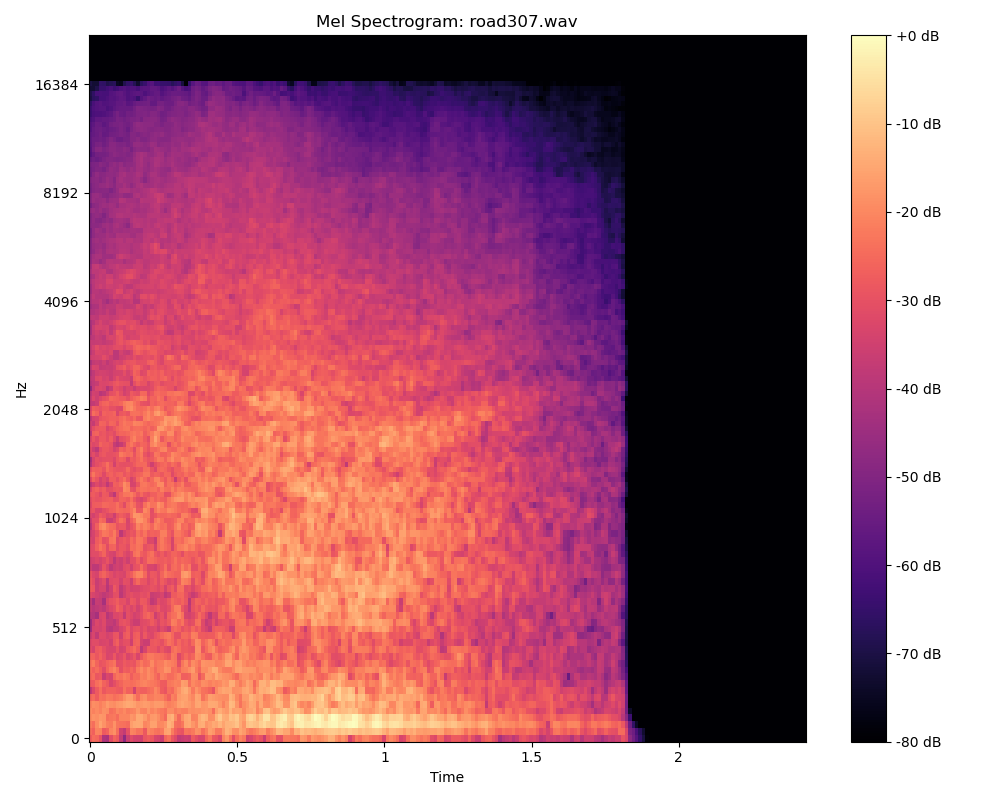 Mel Spectrogram: road307.wav
+0 dB
16384
-10 dB
8192
-20 dB
4096
-30 dB
Hz
2048
-40 dB
-50 dB
1024
-60 dB
512
-70 dB
0
-80 dB
0
0.5
1
1.5
2
Time